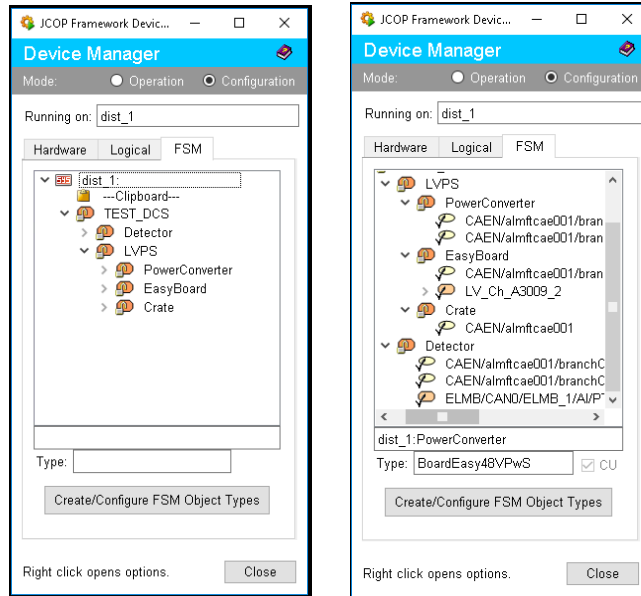 JCOP Framework Devic...
Device Manager
Mode: Operation Configuration
Running on: dist_1
Hardware Logical FSM
dist_1:
---Clipboard---
TEST_DCS
Detector
LVPS
PowerConverter
EasyBoard
Crate
Type:
Create/Configure FSM Object Types
Right click opens options. Close
JCOP Framework Devic...
Device Manager
Mode: Operation Configuration
Running on: dist_1
Hardware Logical FSM
LVPS
PowerConverter
CAEN/almftcae001/bran
CAEN/almftcae001/bran
EasyBoard
CAEN/almftcae001/bran
LV_Ch_A3009_2
Crate
CAEN/almftcae001
Detector
CAEN/almftcae001/branchC
CAEN/almftcae001/branchC
ELMB/CAN0/ELMB_1/AI/PT
dist_1:PowerConverter
Type: BoardEasy48VPwS CU
Create/Configure FSM Object Types
Right click opens options. Close